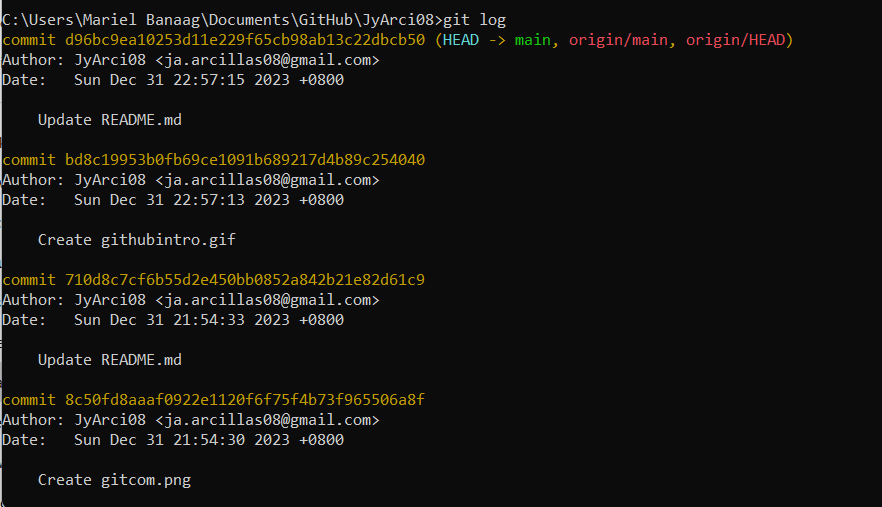 C:\Users\Mariel Banaag\Documents\GitHub\JyArci08>git log
commit d96bc9ea10253d11e229f65cb98ab13c22dbcb50 (HEAD -> main, origin/main, origin/HEAD)
Author: JyArci08 <ja.arcillas08@gmail.com>
Date:   Sun Dec 31 22:57:15 2023 +0800
Update README.md
commit bd8c19953b0fb69ce1091b689217d4b89c254040
Author: JyArci08 <ja.arcillas08@gmail.com>
Date:   Sun Dec 31 22:57:13 2023 +0800
Create githubintro.gif
commit 710d8c7cf6b55d2e450bb0852a842b21e82d61c9
Author: JyArci08 <ja.arcillas08@gmail.com>
Date:   Sun Dec 31 21:54:33 2023 +0800
Update README.md
commit 8c50fd8aaaf0922e1120f6f75f4b73f965506a8f
Author: JyArci08 <ja.arcillas08@gmail.com>
Date:   Sun Dec 31 21:54:30 2023 +0800
Create gitcom.png